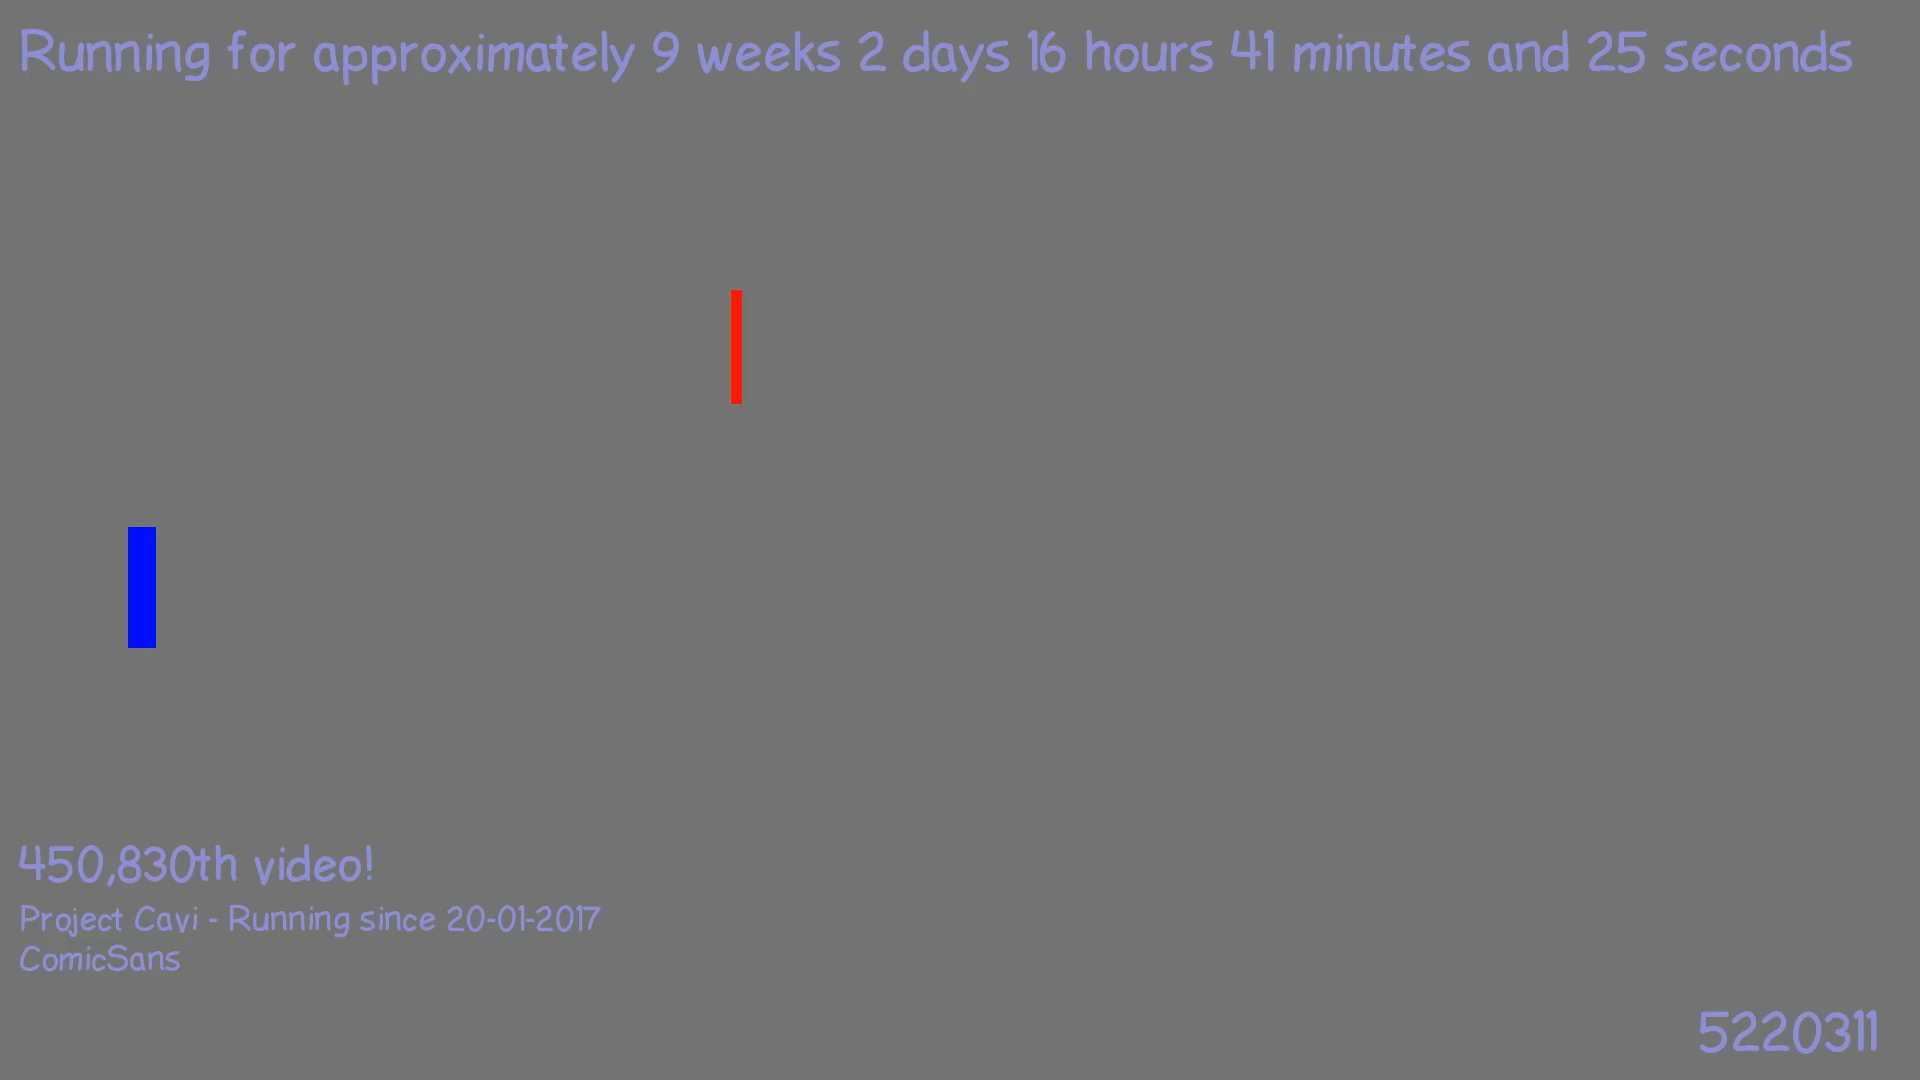 Running for approximately 9 weeks 2 days 16 hours 41 minutes and 25 seconds
450,830th video!
Project Cavi - Running since 20-01-2017
ComicSans
5220311